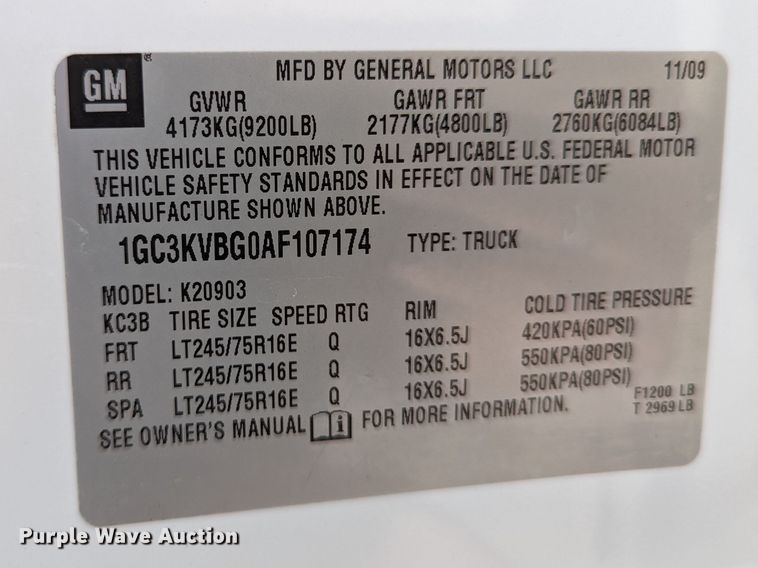 GM ®
MFD BY GENERAL MOTORS LLC 11/09
GVWR GAWR FRT GAWR RR
4173KG(9200LB) 2177KG(4800LB) 2760KG(6084LB)
THIS VEHICLE CONFORMS TO ALL APPLICABLE U.S. FEDERAL MOTOR
VEHICLE SAFETY STANDARDS IN EFFECT ON THE DATE OF
MANUFACTURE SHOWN ABOVE.
1GC3KVBG0AF107174 TYPE: TRUCK
MODEL: K20903
KC3B TIRE SIZE SPEED RTG RIM COLD TIRE PRESSURE
FRT LT245/75R16E Q 16X6.5J 420KPA(60PSI)
RR LT245/75R16E Q 16X6.5J 550KPA(80PSI)
SPA LT245/75R16E Q 16X6.5J 550KPA(80PSI)
SEE OWNER'S MANUAL i FOR MORE INFORMATION.
F1200 LB
T 2969 LB
Purple Wave Auction